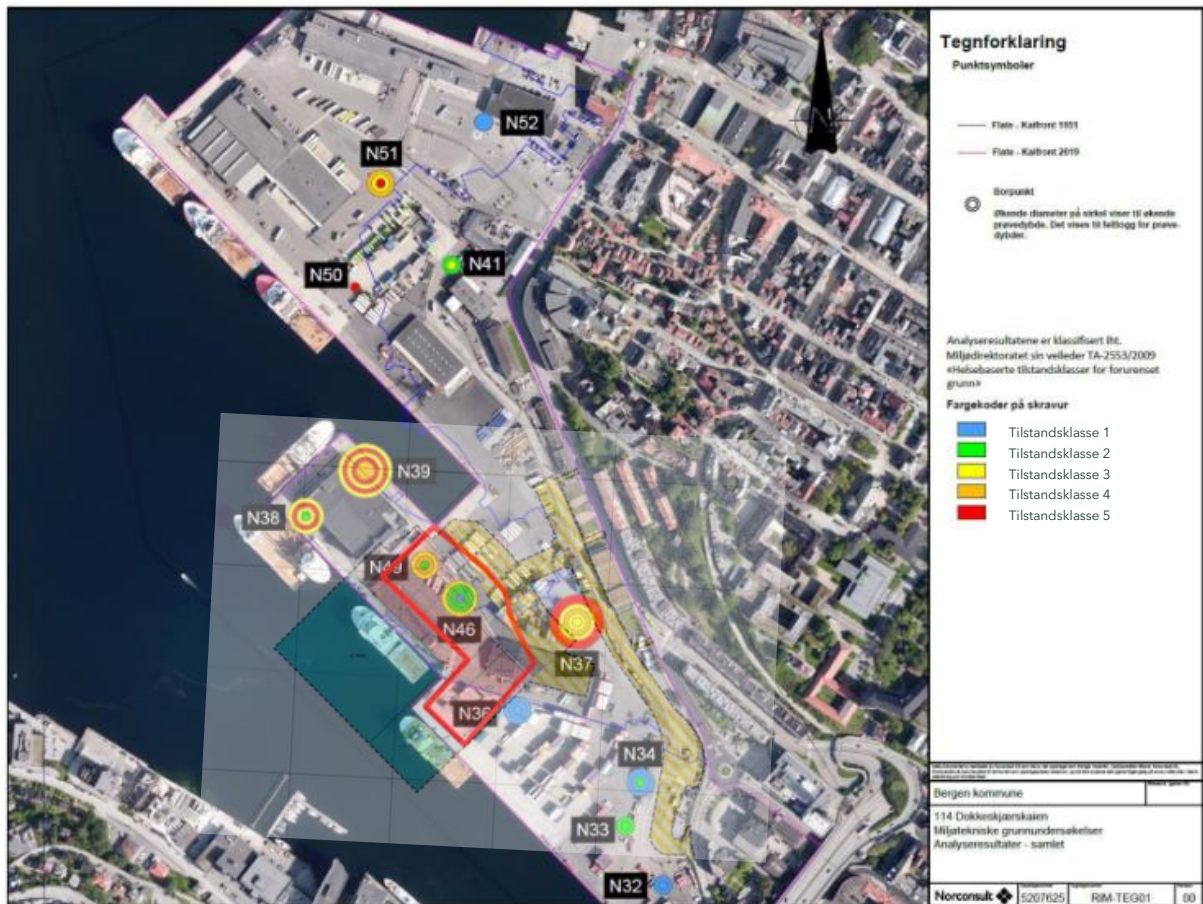 Tegnforklaring
Punktsymboler
Flate - Kaifront 1951
Flate - Kaifront 2019
Borpunkt
Økende diameter på sirkel viser til økende
prøvedybde. Det vises til feltlogg for prøve-
dybder.
Analyseresultatene er klassifisert iht.
Miljødirektoratet sin veileder TA-2553/2009
«Helsebaserte tilstandsklasser for forurenset
grunn»
Fargekoder på skravur
Tilstandsklasse 1
Tilstandsklasse 2
Tilstandsklasse 3
Tilstandsklasse 4
Tilstandsklasse 5
N
N52
N51
N41
N50
N39
N38
N49
N46
N37
N36
N34
N33
N32
Bergen kommune
114 Dokkeskjærskaien
Miljøtekniske grunnundersøkelser
Analyseresultater - samlet
Norconsult
5207625
RIM-TEG01
00